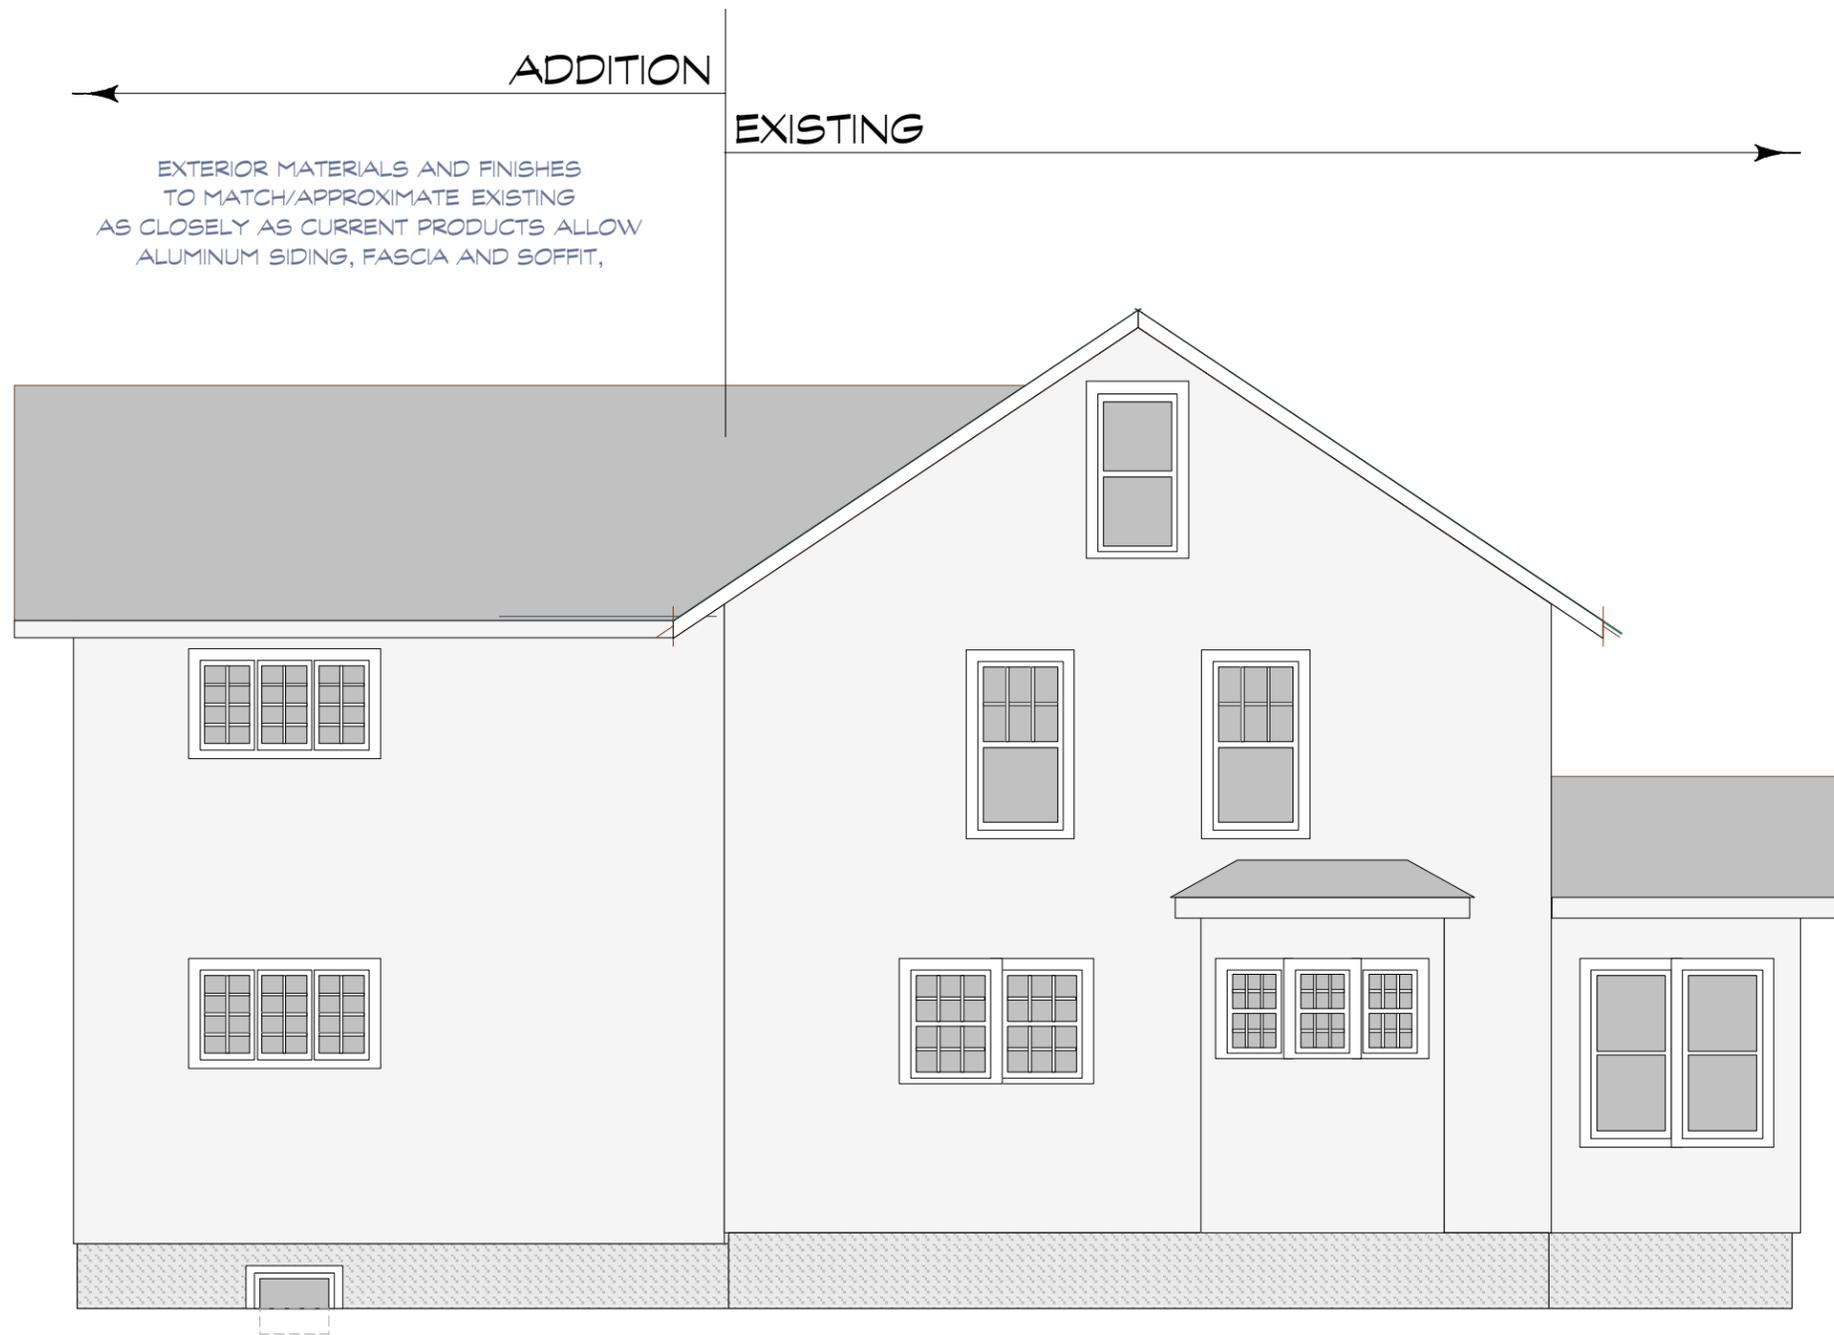 ADDITION
EXISTING
EXTERIOR MATERIALS AND FINISHES
TO MATCH/APPROXIMATE EXISTING
AS CLOSELY AS CURRENT PRODUCTS ALLOW
ALUMINUM SIDING, FASCIA AND SOFFIT,